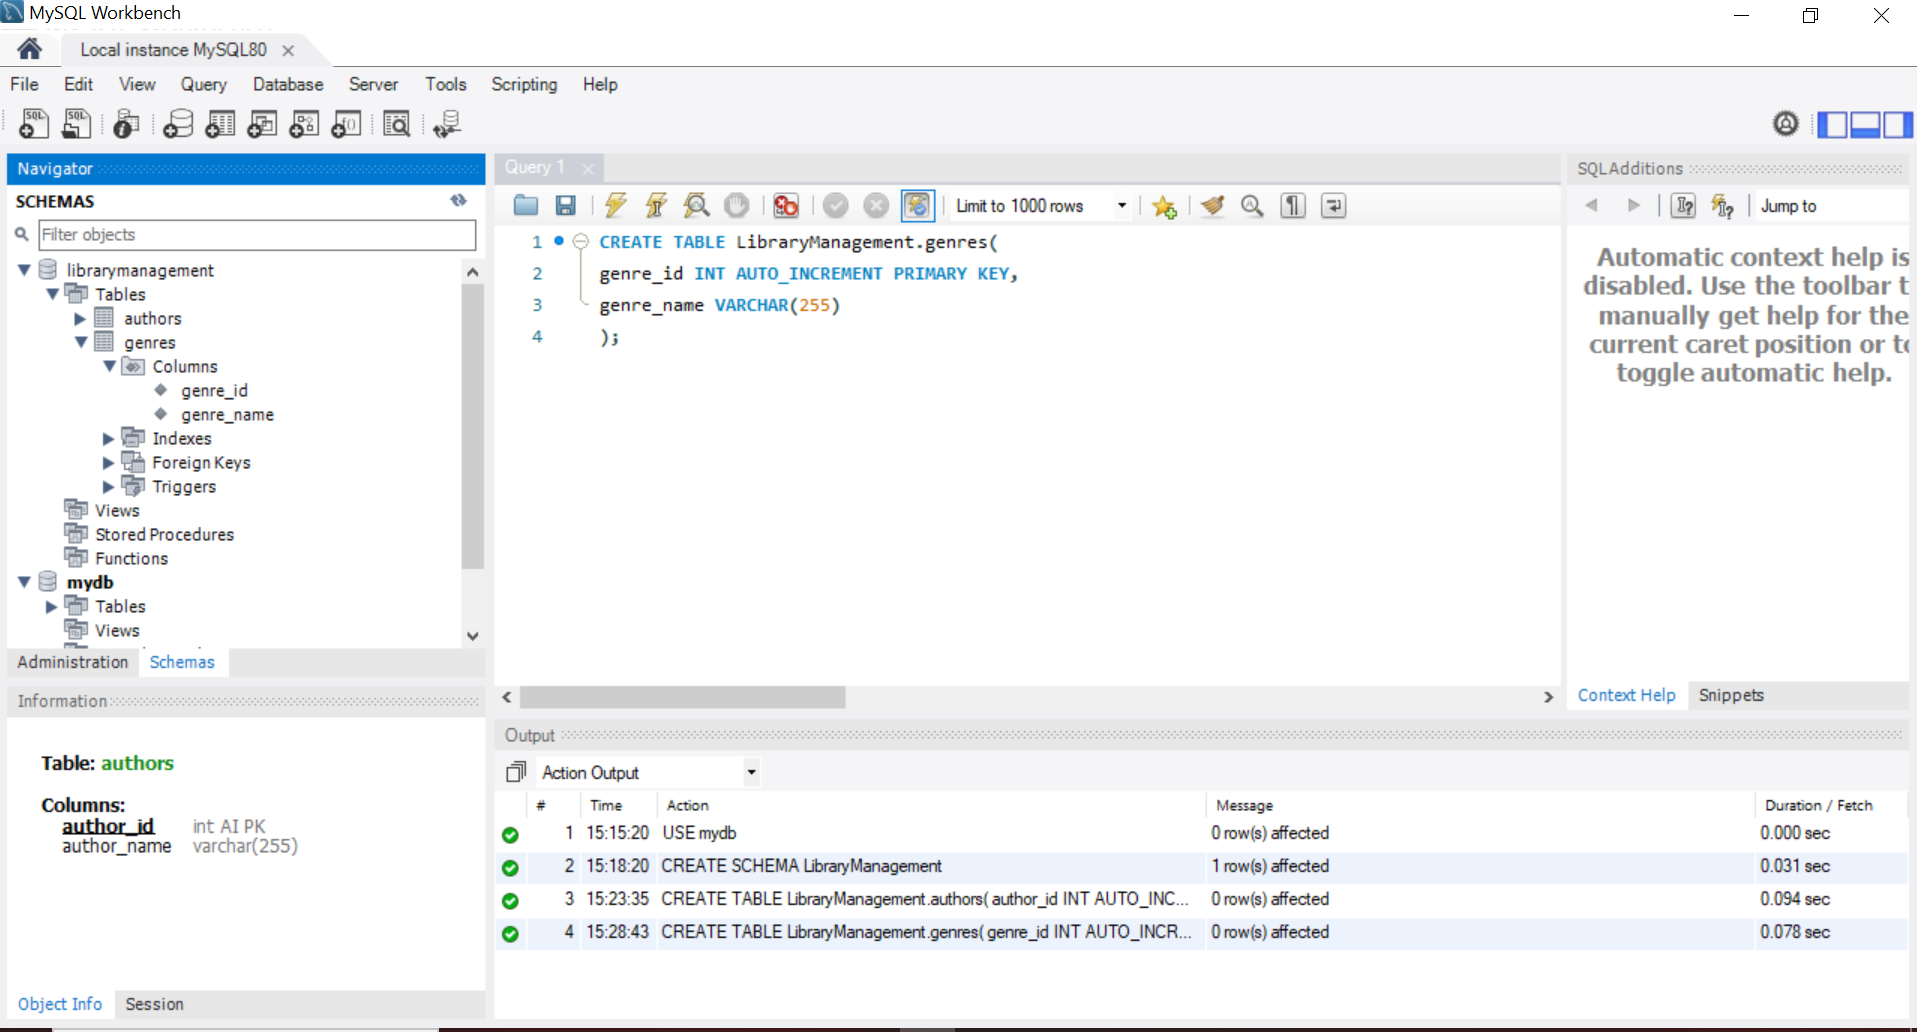 MySQL Workbench
Local instance MySQL80
File Edit View Query Database Server Tools Scripting Help
Navigator
SCHEMAS
Filter objects
librarymanagement
Tables
authors
genres
Columns
genre_id
genre_name
Indexes
Foreign Keys
Triggers
Views
Stored Procedures
Functions
mydb
Tables
Views
Administration Schemas
Information
Table: authors
Columns:
author_id int AI PK
author_name varchar(255)
Object Info Session
Query 1
Limit to 1000 rows
1 CREATE TABLE LibraryManagement.genres(
2 genre_id INT AUTO_INCREMENT PRIMARY KEY,
3 genre_name VARCHAR(255)
4 );
SQLAdditions
Jump to
Automatic context help is
disabled. Use the toolbar t
manually get help for the
current caret position or to
toggle automatic help.
Context Help Snippets
Output
Action Output
# Time Action Message Duration / Fetch
1 15:15:20 USE mydb 0 row(s) affected 0.000 sec
2 15:18:20 CREATE SCHEMA LibraryManagement 1 row(s) affected 0.031 sec
3 15:23:35 CREATE TABLE LibraryManagement.authors( author_id INT AUTO_INC... 0 row(s) affected 0.094 sec
4 15:28:43 CREATE TABLE LibraryManagement.genres( genre_id INT AUTO_INCR... 0 row(s) affected 0.078 sec